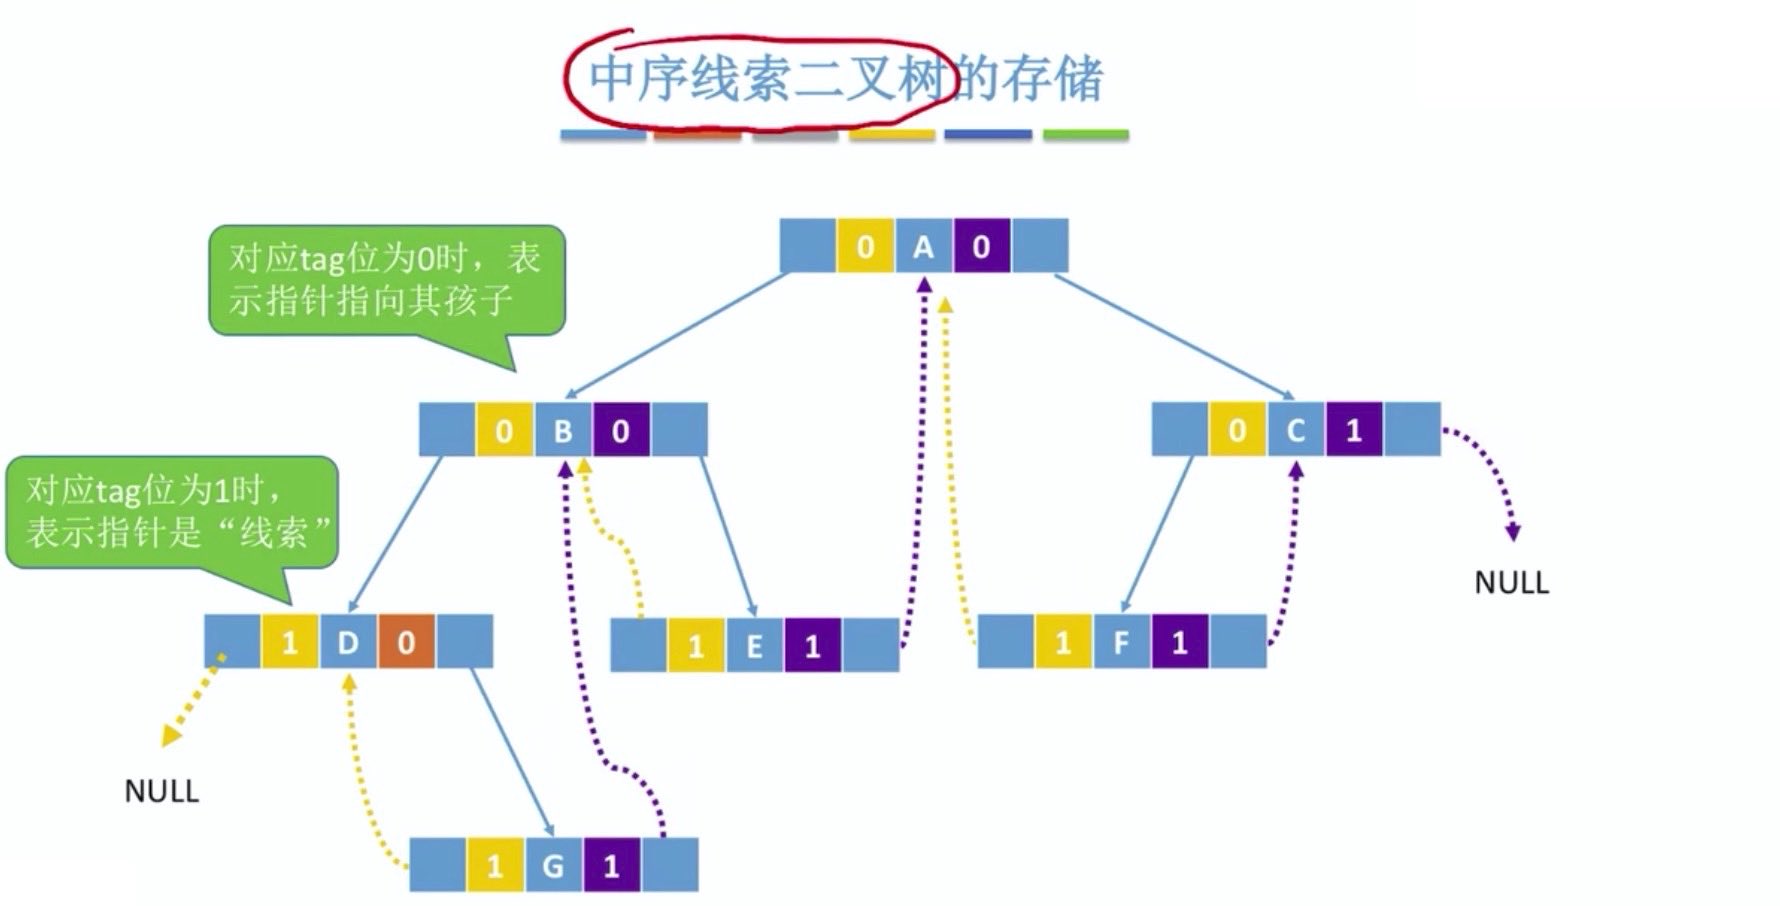 中序线索二叉树的存储
对应tag位为0时，表
示指针指向其孩子
0 A 0
0 B 0
0 C 1
对应tag位为1时，
表示指针是“线索”
NULL
1 D 0
1 E 1
1 F 1
NULL
1 G 1